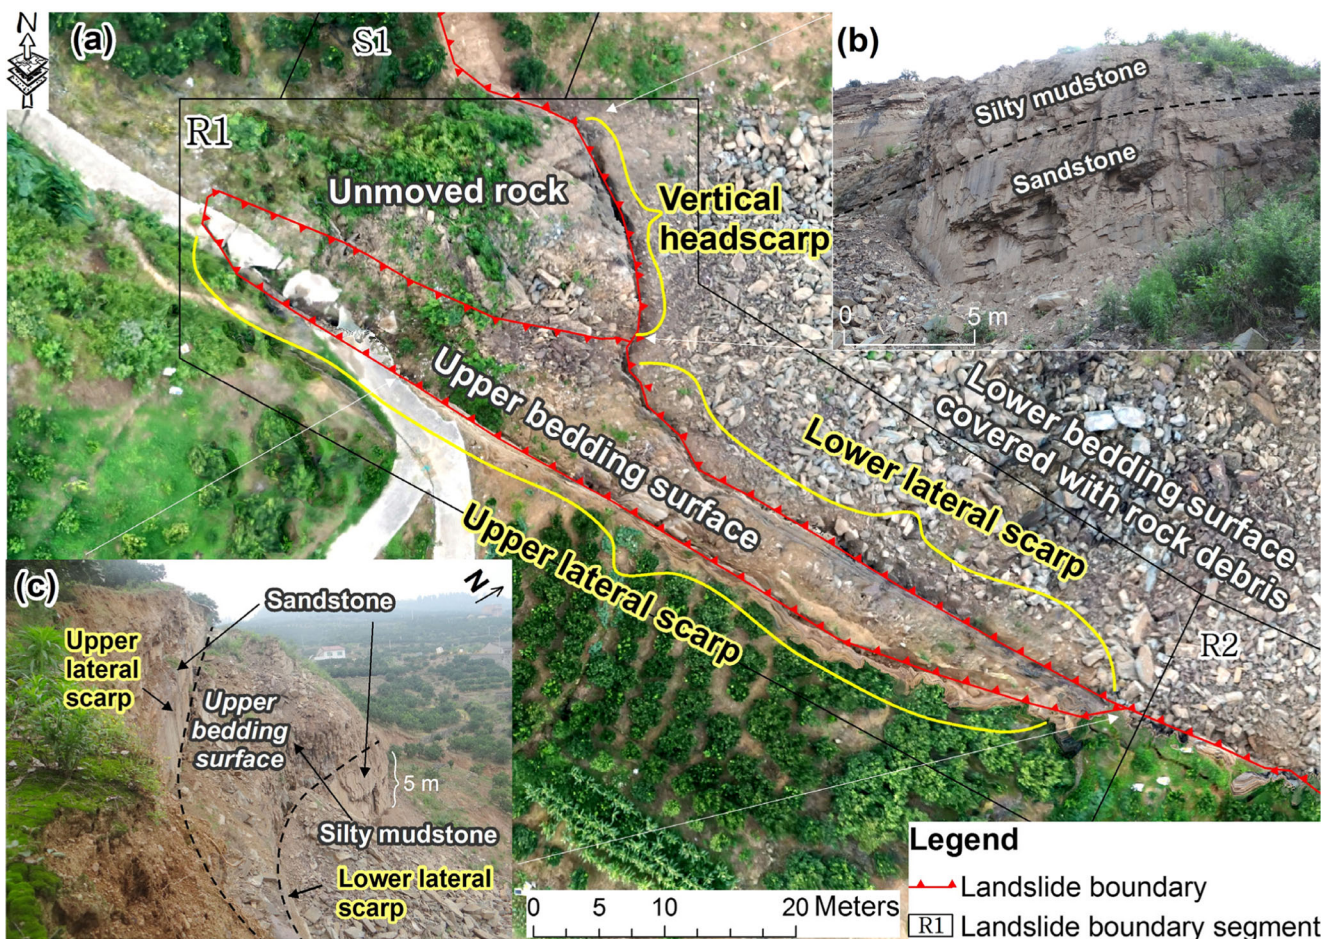 N
(a)
S1
R1
Unmoved rock
Vertical
headscarp
Upper bedding surface
Lower lateral scarp
Lower bedding surface
covered with rock debris
Upper lateral scarp
R2
(b)
Silty mudstone
Sandstone
0 5 m
(c)
N
Sandstone
Upper
lateral
scarp
Upper
bedding
surface
5 m
Silty mudstone
Lower lateral
scarp
0 5 10 20 Meters
Legend
Landslide boundary
R1 Landslide boundary segment